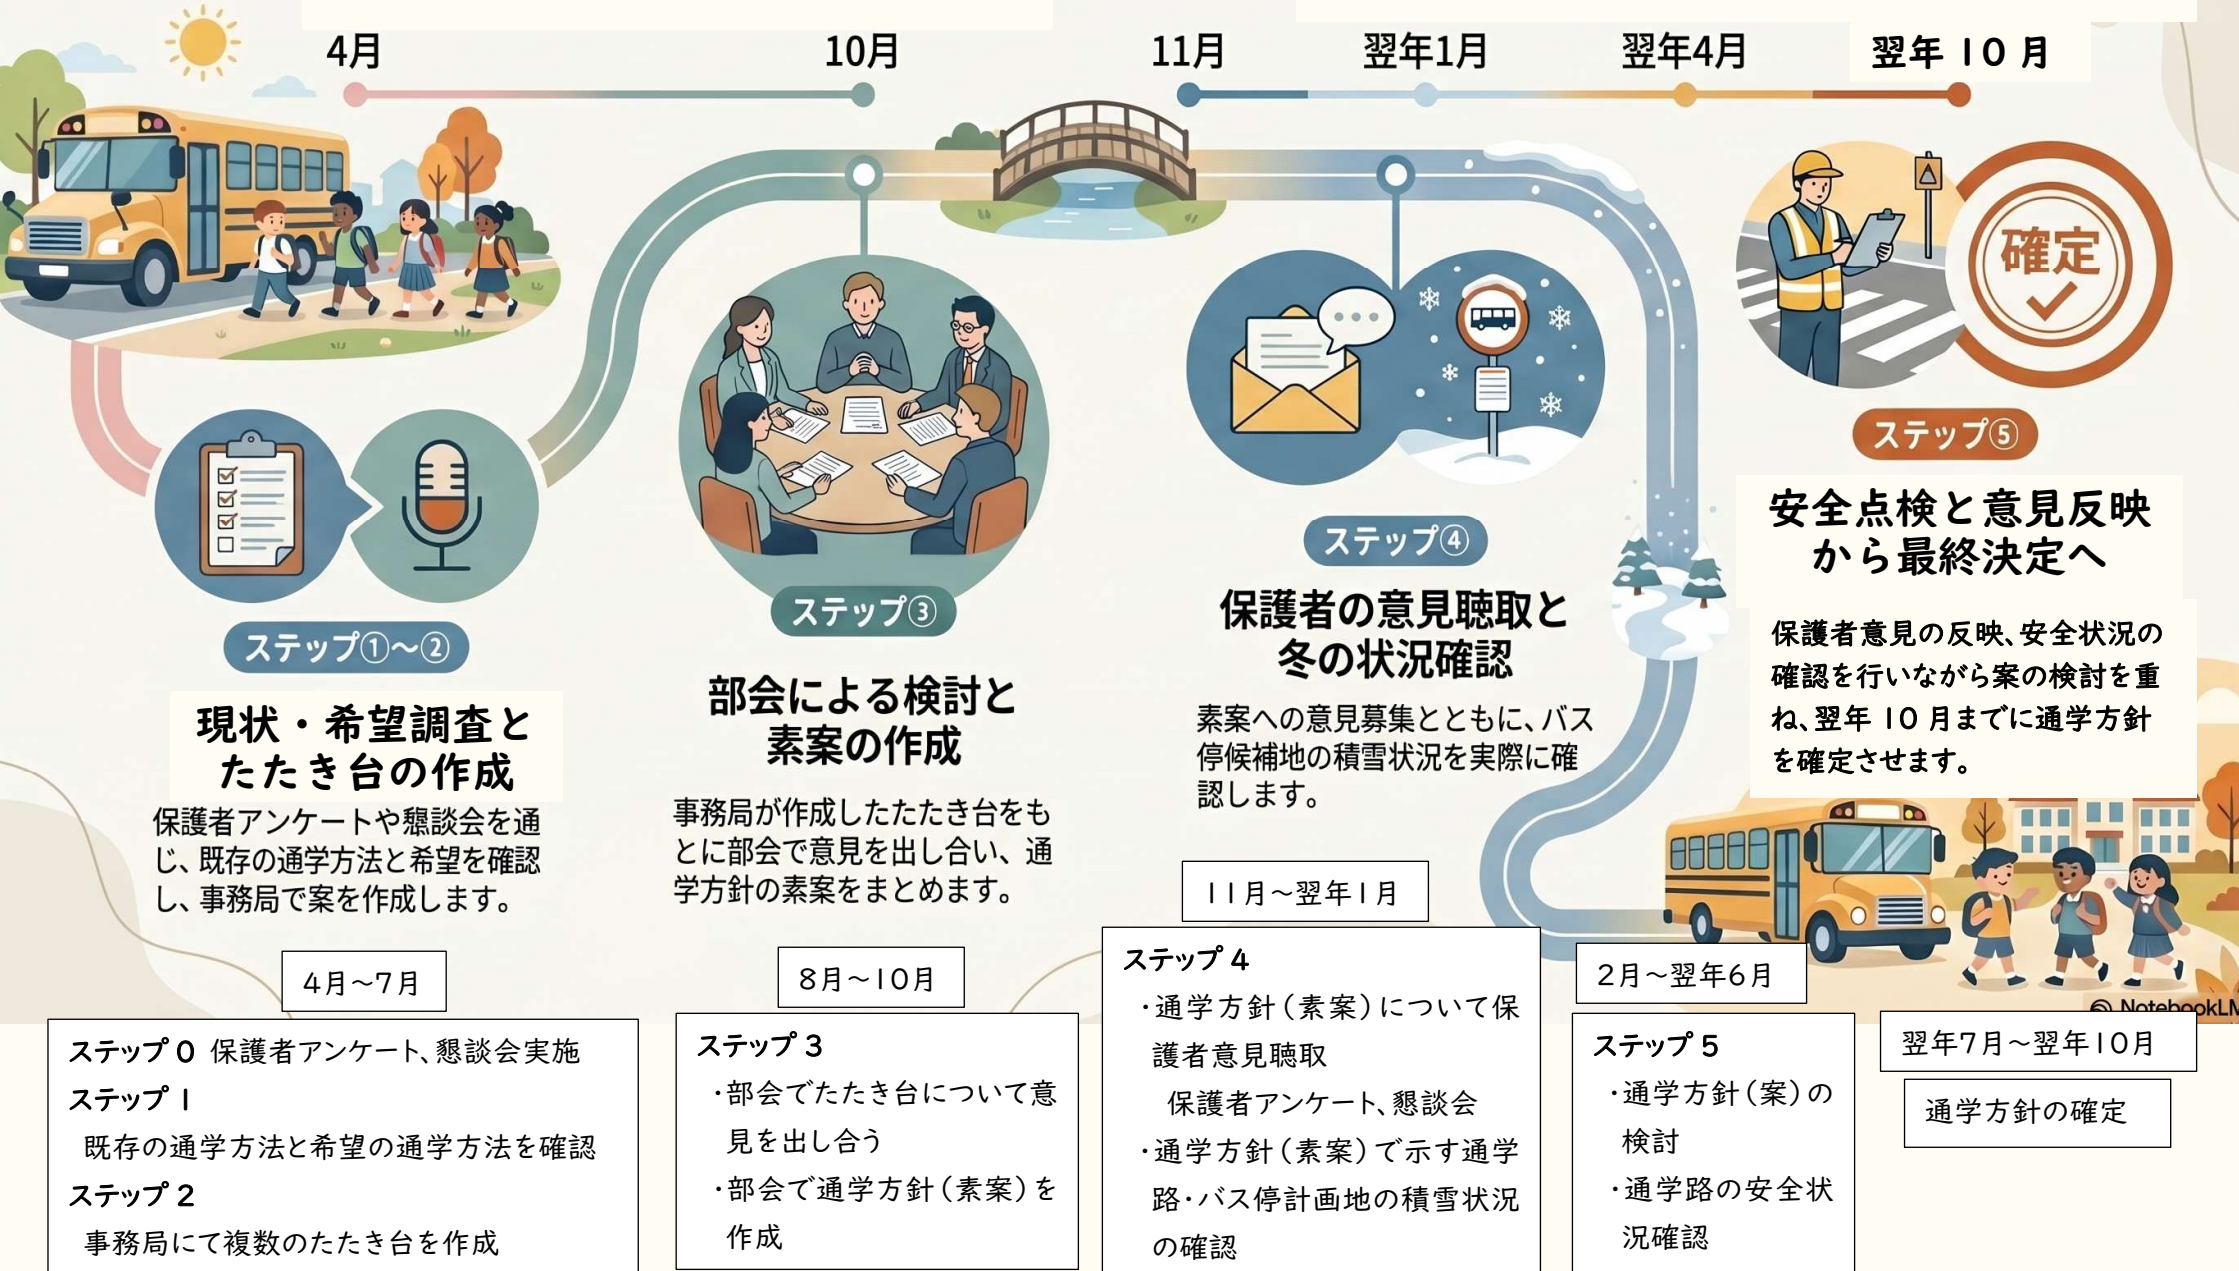 4月
10月
11月
翌年1月
翌年4月
翌年10月
ステップ①～②
現状・希望調査と
たたき台の作成
保護者アンケートや懇談会を通
じ、既存の通学方法と希望を確認
し、事務局で案を作成します。
ステップ③
部会による検討と
素案の作成
事務局が作成したたたき台をも
とに部会で意見を出し合い、通
学方針の素案をまとめます。
ステップ④
保護者の意見聴取と
冬の状況確認
素案への意見募集とともに、バス
停候補地の積雪状況を実際に確
認します。
確定
ステップ⑤
安全点検と意見反映
から最終決定へ
保護者意見の反映、安全状況の
確認を行いながら案の検討を重
ね、翌年10月までに通学方針
を確定させます。
NotebookLM
4月～7月
ステップ0 保護者アンケート、懇談会実施
ステップ1
既存の通学方法と希望の通学方法を確認
ステップ2
事務局にて複数のたたき台を作成
8月～10月
ステップ3
・部会でたたき台について意
見を出し合う
・部会で通学方針(素案)を
作成
11月～翌年1月
ステップ4
・通学方針(素案)について保
護者意見聴取
保護者アンケート、懇談会
・通学方針(素案)で示す通学
路・バス停計画地の積雪状況
の確認
2月～翌年6月
ステップ5
・通学方針(案)の
検討
・通学路の安全状
況確認
翌年7月～翌年10月
通学方針の確定